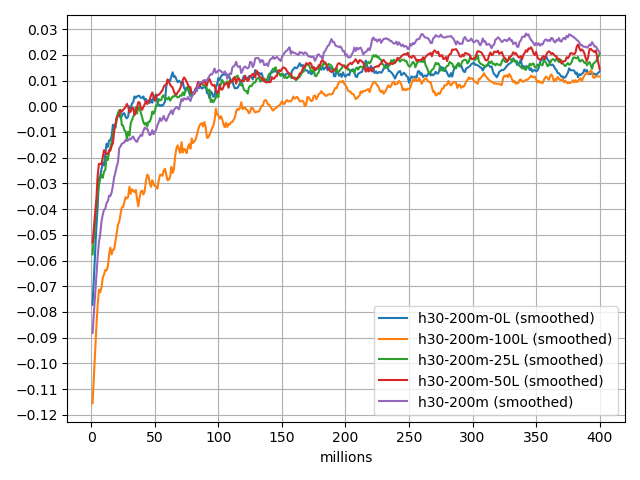 0.03
0.02
0.01
0.00
−0.01
−0.02
−0.03
−0.04
−0.05
−0.06
−0.07
−0.08
−0.09
−0.10
−0.11
−0.12
h30-200m-0L (smoothed)
h30-200m-100L (smoothed)
h30-200m-25L (smoothed)
h30-200m-50L (smoothed)
h30-200m (smoothed)
0 50 100 150 200 250 300 350 400
millions